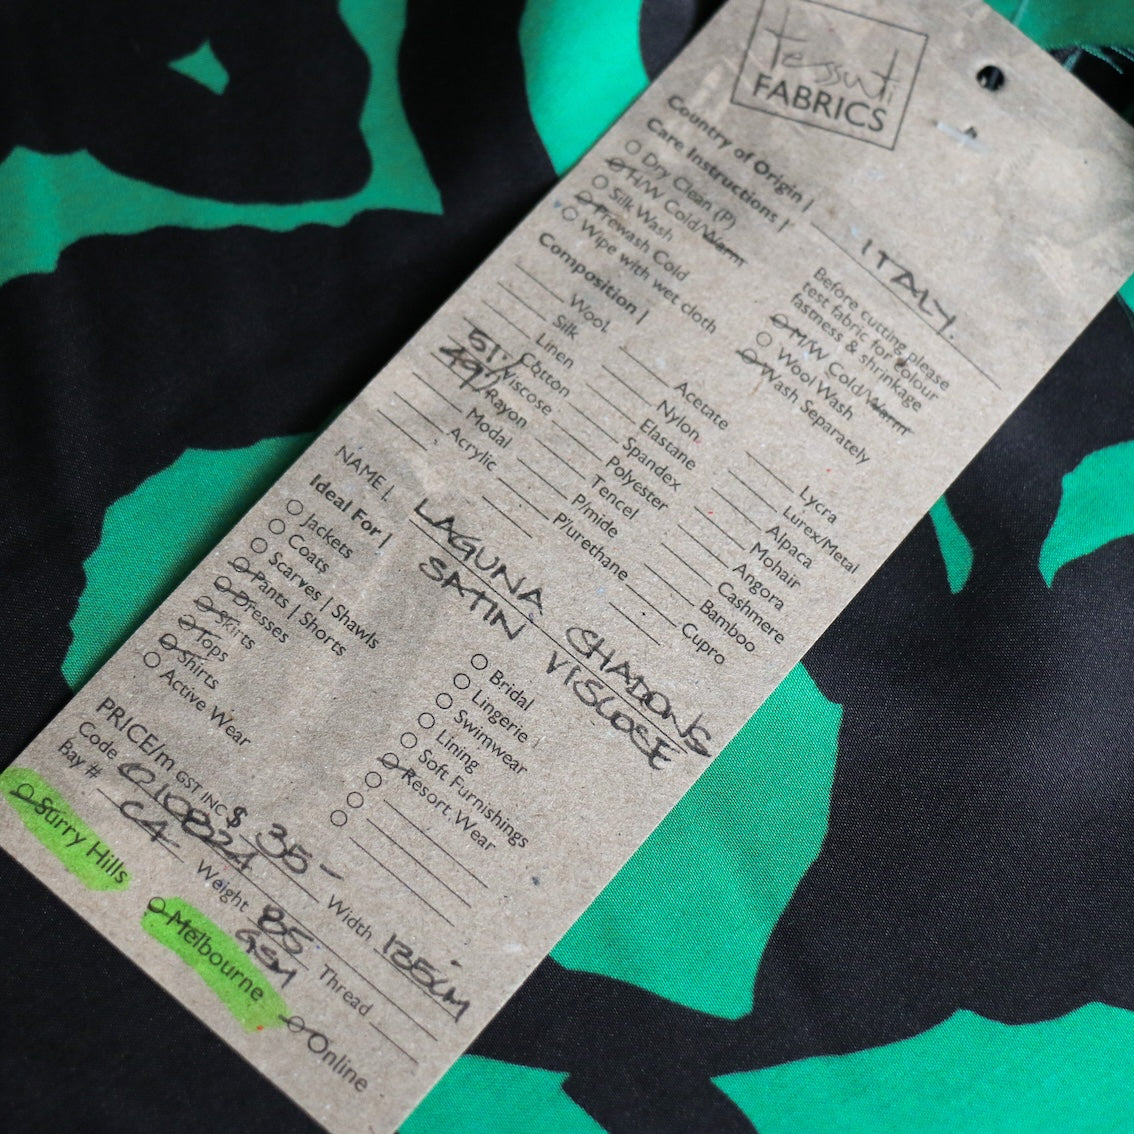 Tessuti
FABRICS
Country of Origin | ITALY.
Care Instructions |
Dry Clean (P)
H/W Cold/Warm
Silk Wash
Prewash Cold
Wipe with wet cloth
Before cutting please
test fabric for colour
fastness & shrinkage
M/W Cold/Warm
Wool Wash
Wash Separately
Composition |
Wool
Silk
Linen
Cotton
51 Viscose
49 Rayon
Modal
Acrylic
Acetate
Nylon
Elastane
Spandex
Polyester
Tencel
P/mide
P/urethane
Lycra
Lurex/Metal
Alpaca
Mohair
Angora
Cashmere
Bamboo
Cupro
NAME | LAGUNA SHADOWS
SATIN VISCOSE
Ideal For |
Jackets
Coats
Scarves | Shawls
Pants | Shorts
Dresses
Skirts
Tops
Shirts
Active Wear
Bridal
Lingerie
Swimwear
Lining
Soft Furnishings
Resort Wear
PRICE/m GST INC $ 35 -
Code 010824 Width 135cm
Bay # C4 Weight 85 GSM Thread
Surry Hills
Melbourne
Online